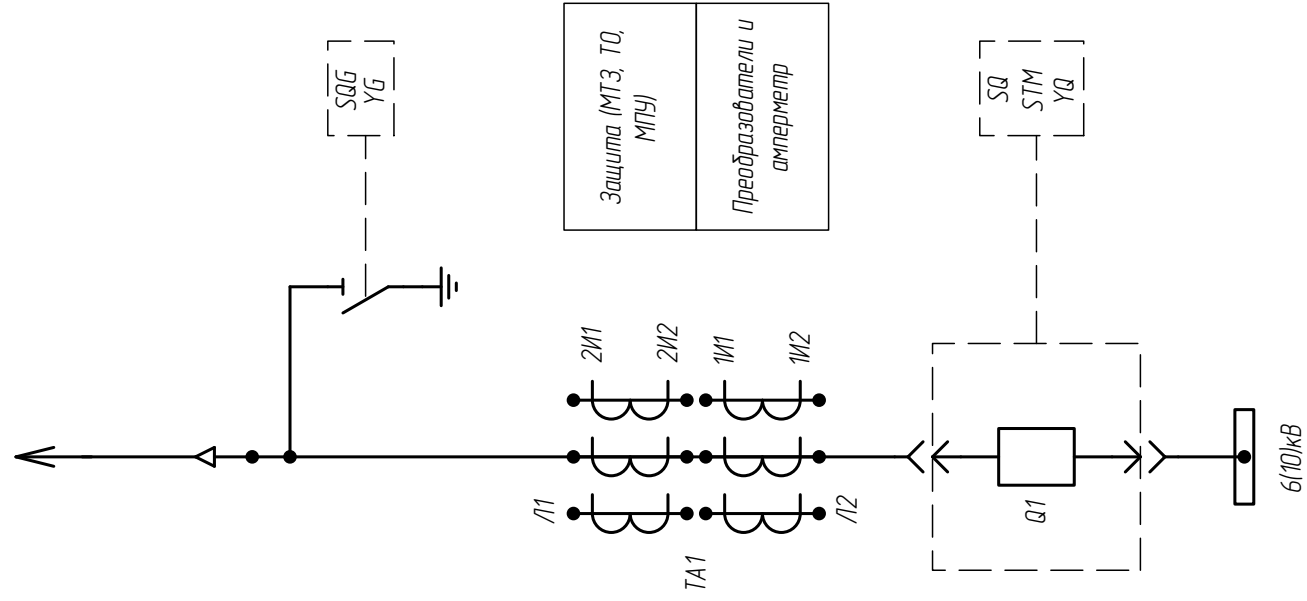 SQG
YG
Защита (МТЗ, ТО,
МПУ)
Преобразователи и
амперметр
SQ
STM
YQ
2И1
2И2
1И1
1И2
Л1
Л2
TA1
Q1
6(10)кВ